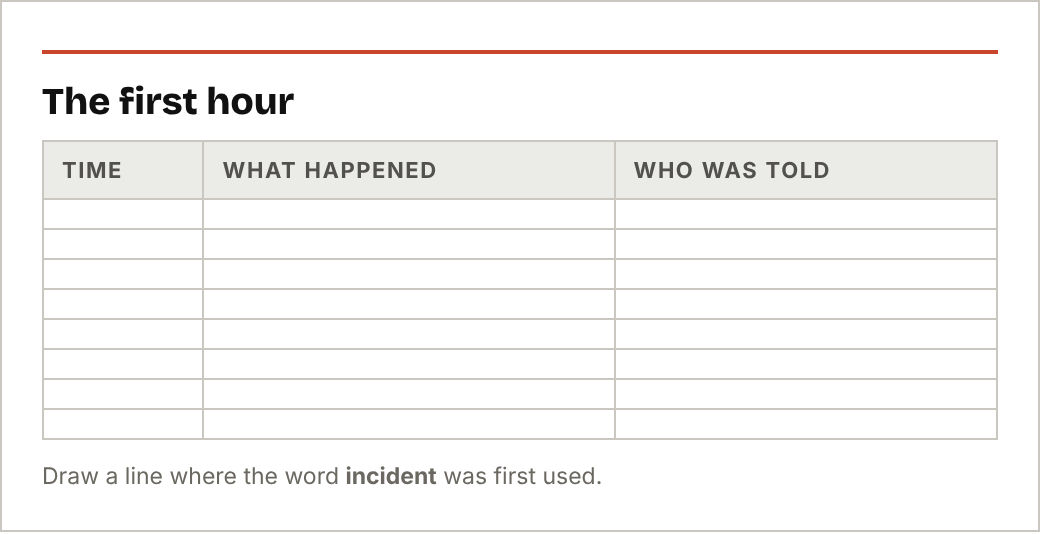 The first hour
TIME WHAT HAPPENED WHO WAS TOLD
Draw a line where the word incident was first used.